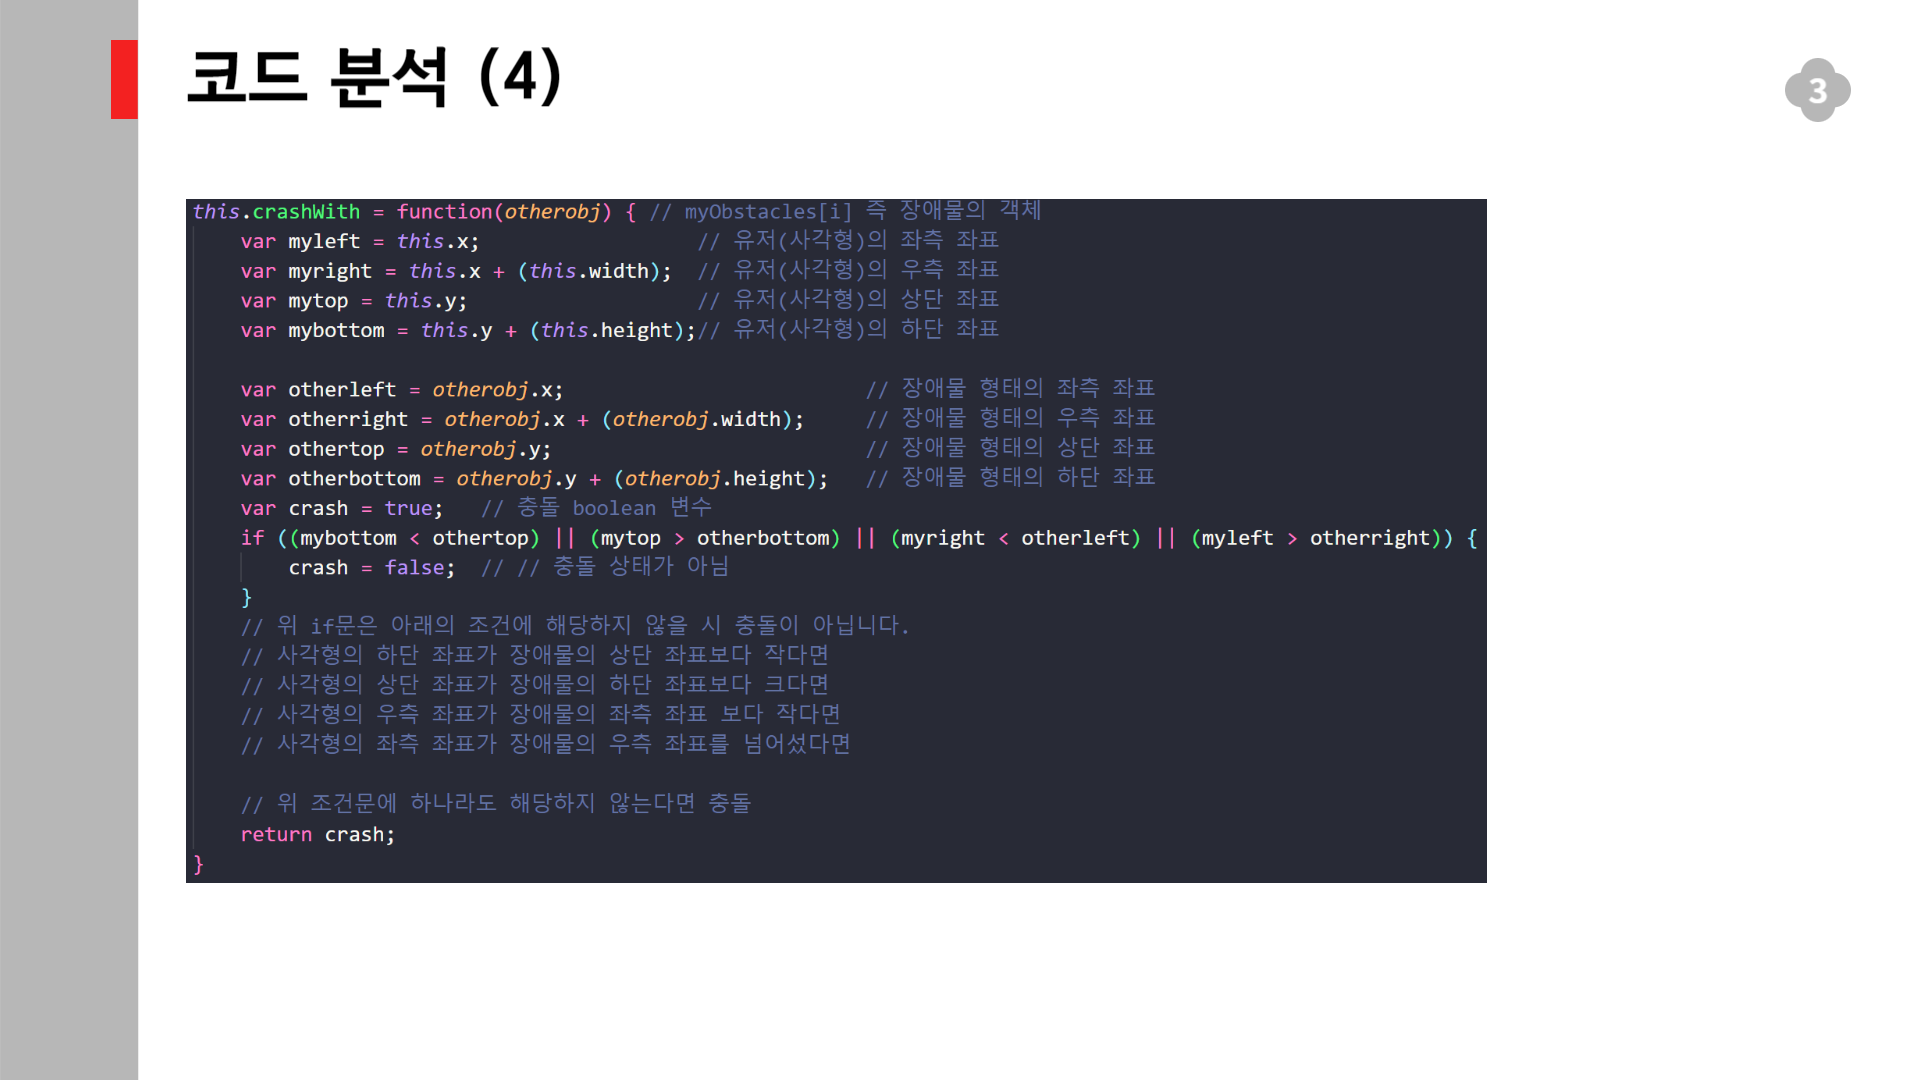 코드 분석 (4)
3
this.crashWith = function(otherobj) { // myObstacles[i] 즉 장애물의 객체
    var myleft = this.x;                  // 유저(사각형)의 좌측 좌표
    var myright = this.x + (this.width);  // 유저(사각형)의 우측 좌표
    var mytop = this.y;                   // 유저(사각형)의 상단 좌표
    var mybottom = this.y + (this.height);// 유저(사각형)의 하단 좌표

    var otherleft = otherobj.x;                         // 장애물 형태의 좌측 좌표
    var otherright = otherobj.x + (otherobj.width);     // 장애물 형태의 우측 좌표
    var othertop = otherobj.y;                          // 장애물 형태의 상단 좌표
    var otherbottom = otherobj.y + (otherobj.height);   // 장애물 형태의 하단 좌표
    var crash = true;   // 충돌 boolean 변수
    if ((mybottom < othertop) || (mytop > otherbottom) || (myright < otherleft) || (myleft > otherright)) {
        crash = false;  // // 충돌 상태가 아님
    }
    // 위 if문은 아래의 조건에 해당하지 않을 시 충돌이 아닙니다.
    // 사각형의 하단 좌표가 장애물의 상단 좌표보다 작다면
    // 사각형의 상단 좌표가 장애물의 하단 좌표보다 크다면
    // 사각형의 우측 좌표가 장애물의 좌측 좌표 보다 작다면
    // 사각형의 좌측 좌표가 장애물의 우측 좌표를 넘어섰다면

    // 위 조건문에 하나라도 해당하지 않는다면 충돌
    return crash;
}